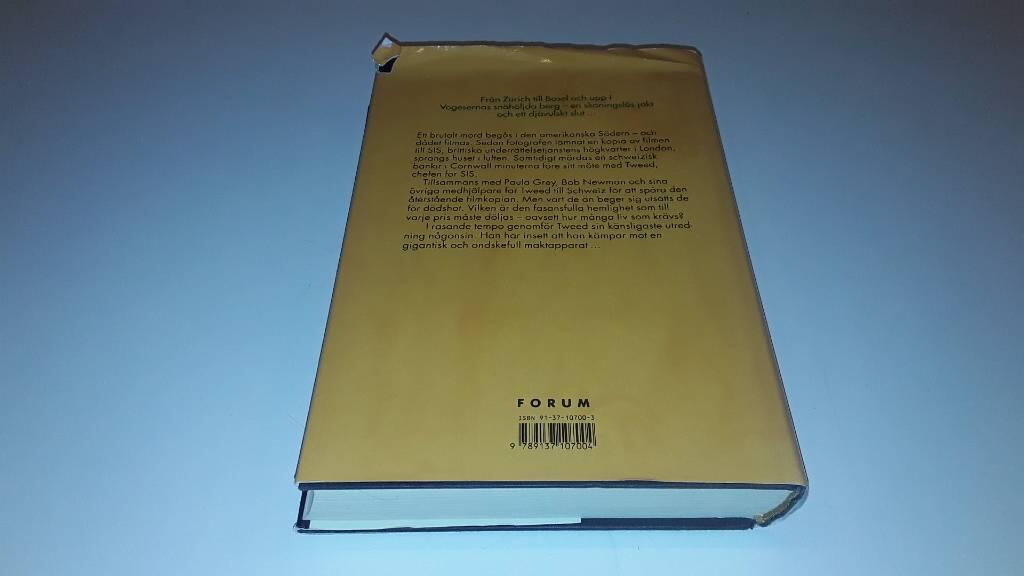 Från Zürich till Basel och upp i
Vogesernas snöhöljda berg – en skoningslös jakt
och ett djävulskt slut ...
Ett brutalt mord begås i den amerikanska Södern – och
dådet filmas. Sedan fotografen lämnat en kopia av filmen
till SIS, brittiska underrättelsetjänstens högkvarter i London,
sprängs huset i luften. Samtidigt mördas en schweizisk
bankir i Cornwall minuterna före sitt möte med Tweed,
chefen för SIS.
Tillsammans med Paula Grey, Bob Newman och sina
övriga medhjälpare far Tweed till Schweiz för att spåra den
återstående filmkopian. Men vart de än beger sig utsätts de
för dödshot. Vilken är den fasansfulla hemlighet som till
varje pris måste döljas – oavsett hur många liv som krävs?
I rasande tempo genomför Tweed sin känsligaste utred-
ning någonsin. Han har insett att han kämpar mot en
gigantisk och ondskefull maktapparat ...
FORUM
ISBN 91-37-10700-3
9 789137 107004